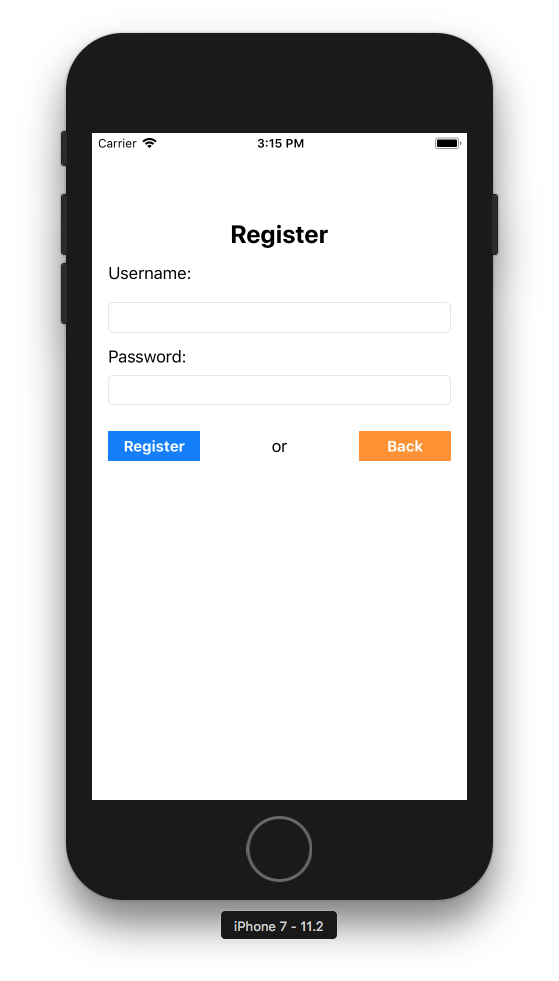 Carrier 3:15 PM
Register
Username:
Password:
Register or Back
iPhone 7 - 11.2